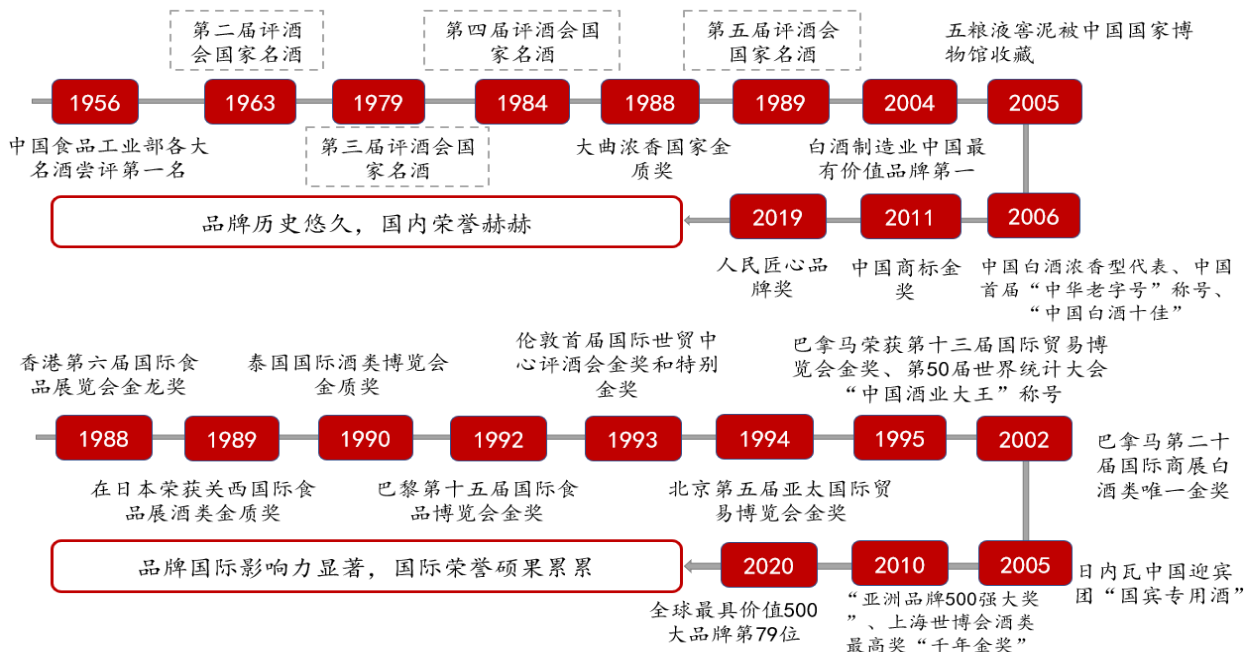 第二届评酒
会国家名酒
第四届评酒会国
家名酒
第五届评酒会
国家名酒
五粮液窖泥被中国国家博
物馆收藏
1956
1963
1979
1984
1988
1989
2004
2005
中国食品工业部各大
名酒尝评第一名
第三届评酒会国
家名酒
大曲浓香国家金
质奖
白酒制造业中国最
有价值品牌第一
品牌历史悠久，国内荣誉赫赫
2019
2011
2006
人民匠心品
牌奖
中国商标金
奖
中国白酒浓香型代表、中国
首届“中华老字号”称号、
“中国白酒十佳”
香港第六届国际食
品展览会金龙奖
泰国国际酒类博览会
金质奖
伦敦首届国际世贸中
心评酒会金奖和特别
金奖
巴拿马荣获第十三届国际贸易博
览会金奖、第50届世界统计大会
“中国酒业大王”称号
1988
1989
1990
1992
1993
1994
1995
2002
巴拿马第二十
届国际商展白
酒类唯一金奖
在日本荣获关西国际食
品展酒类金质奖
巴黎第十五届国际食
品博览会金奖
北京第五届亚太国际贸
易博览会金奖
品牌国际影响力显著，国际荣誉硕果累累
2020
2010
2005
日内瓦中国迎宾
团“国宾专用酒”
全球最具价值500
大品牌第79位
“亚洲品牌500强大奖
”、上海世博会酒类
最高奖“千年金奖”